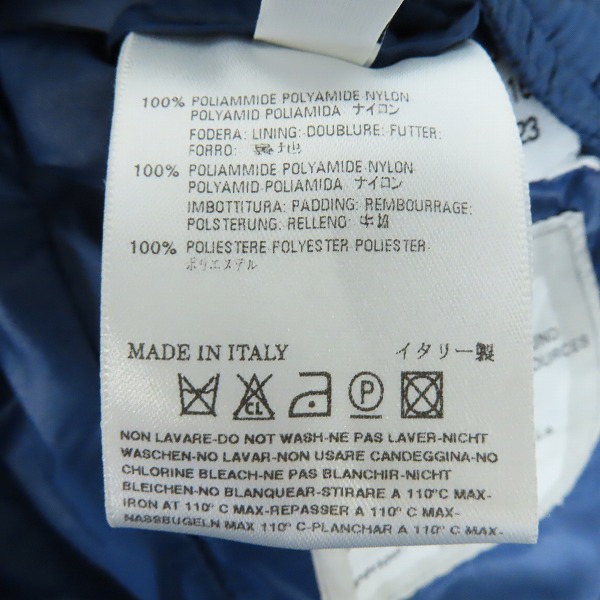 100% POLIAMMIDE POLYAMIDE-NYLON
POLYAMID-POLIAMIDA ナイロン
FODERA: LINING: DOUBLURE: FUTTER:
FORRO: 裏地
100% POLIAMMIDE POLYAMIDE-NYLON
POLYAMID-POLIAMIDA ナイロン
IMBOTTITURA: PADDING: REMBOURRAGE:
POLSTERUNG: RELLENO: 中綿
100% POLIESTERE-POLYESTER-POLIESTER
ポリエステル
MADE IN ITALY イタリー製
CL P
NON LAVARE-DO NOT WASH-NE PAS LAVER-NICHT
WASCHEN-NO LAVAR-NON USARE CANDEGGINA-NO
CHLORINE BLEACH-NE PAS BLANCHIR-NICHT
BLEICHEN-NO BLANQUEAR-STIRARE A 110°C MAX-
IRON AT 110° C MAX-REPASSER A 110° C MAX-
NASSBUGELN MAX 110° C-PLANCHAR A 110° C MAX-
23